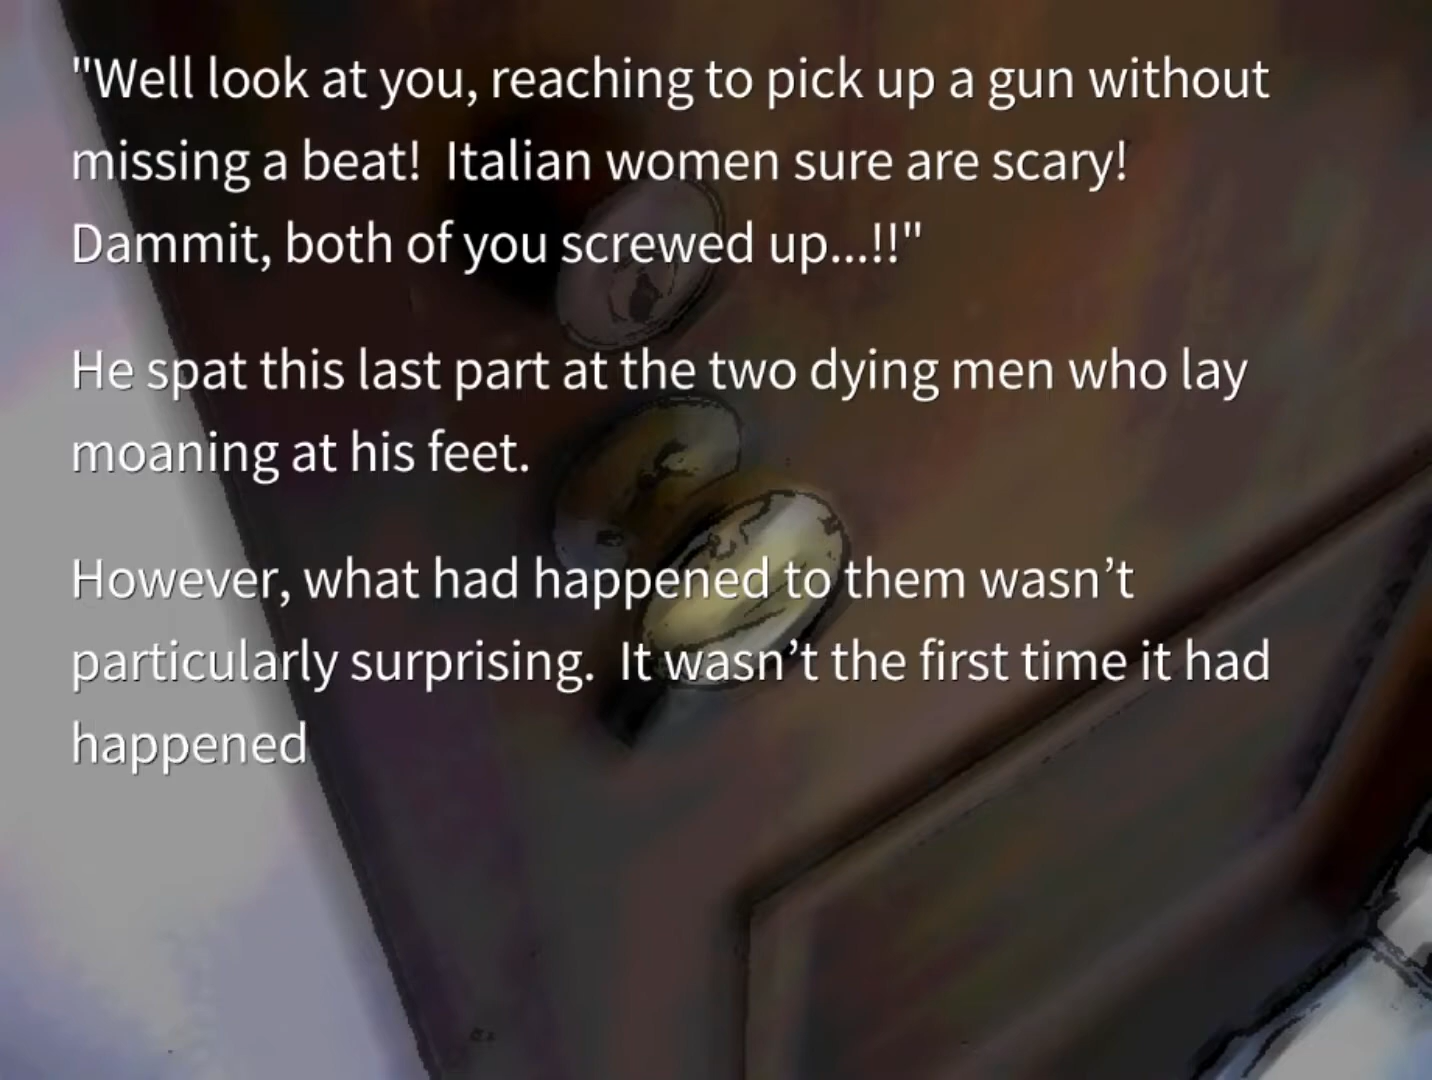 "Well look at you, reaching to pick up a gun without
missing a beat!  Italian women sure are scary!
Dammit, both of you screwed up...!!"
He spat this last part at the two dying men who lay
moaning at his feet.
However, what had happened to them wasn’t
particularly surprising.  It wasn’t the first time it had
happened